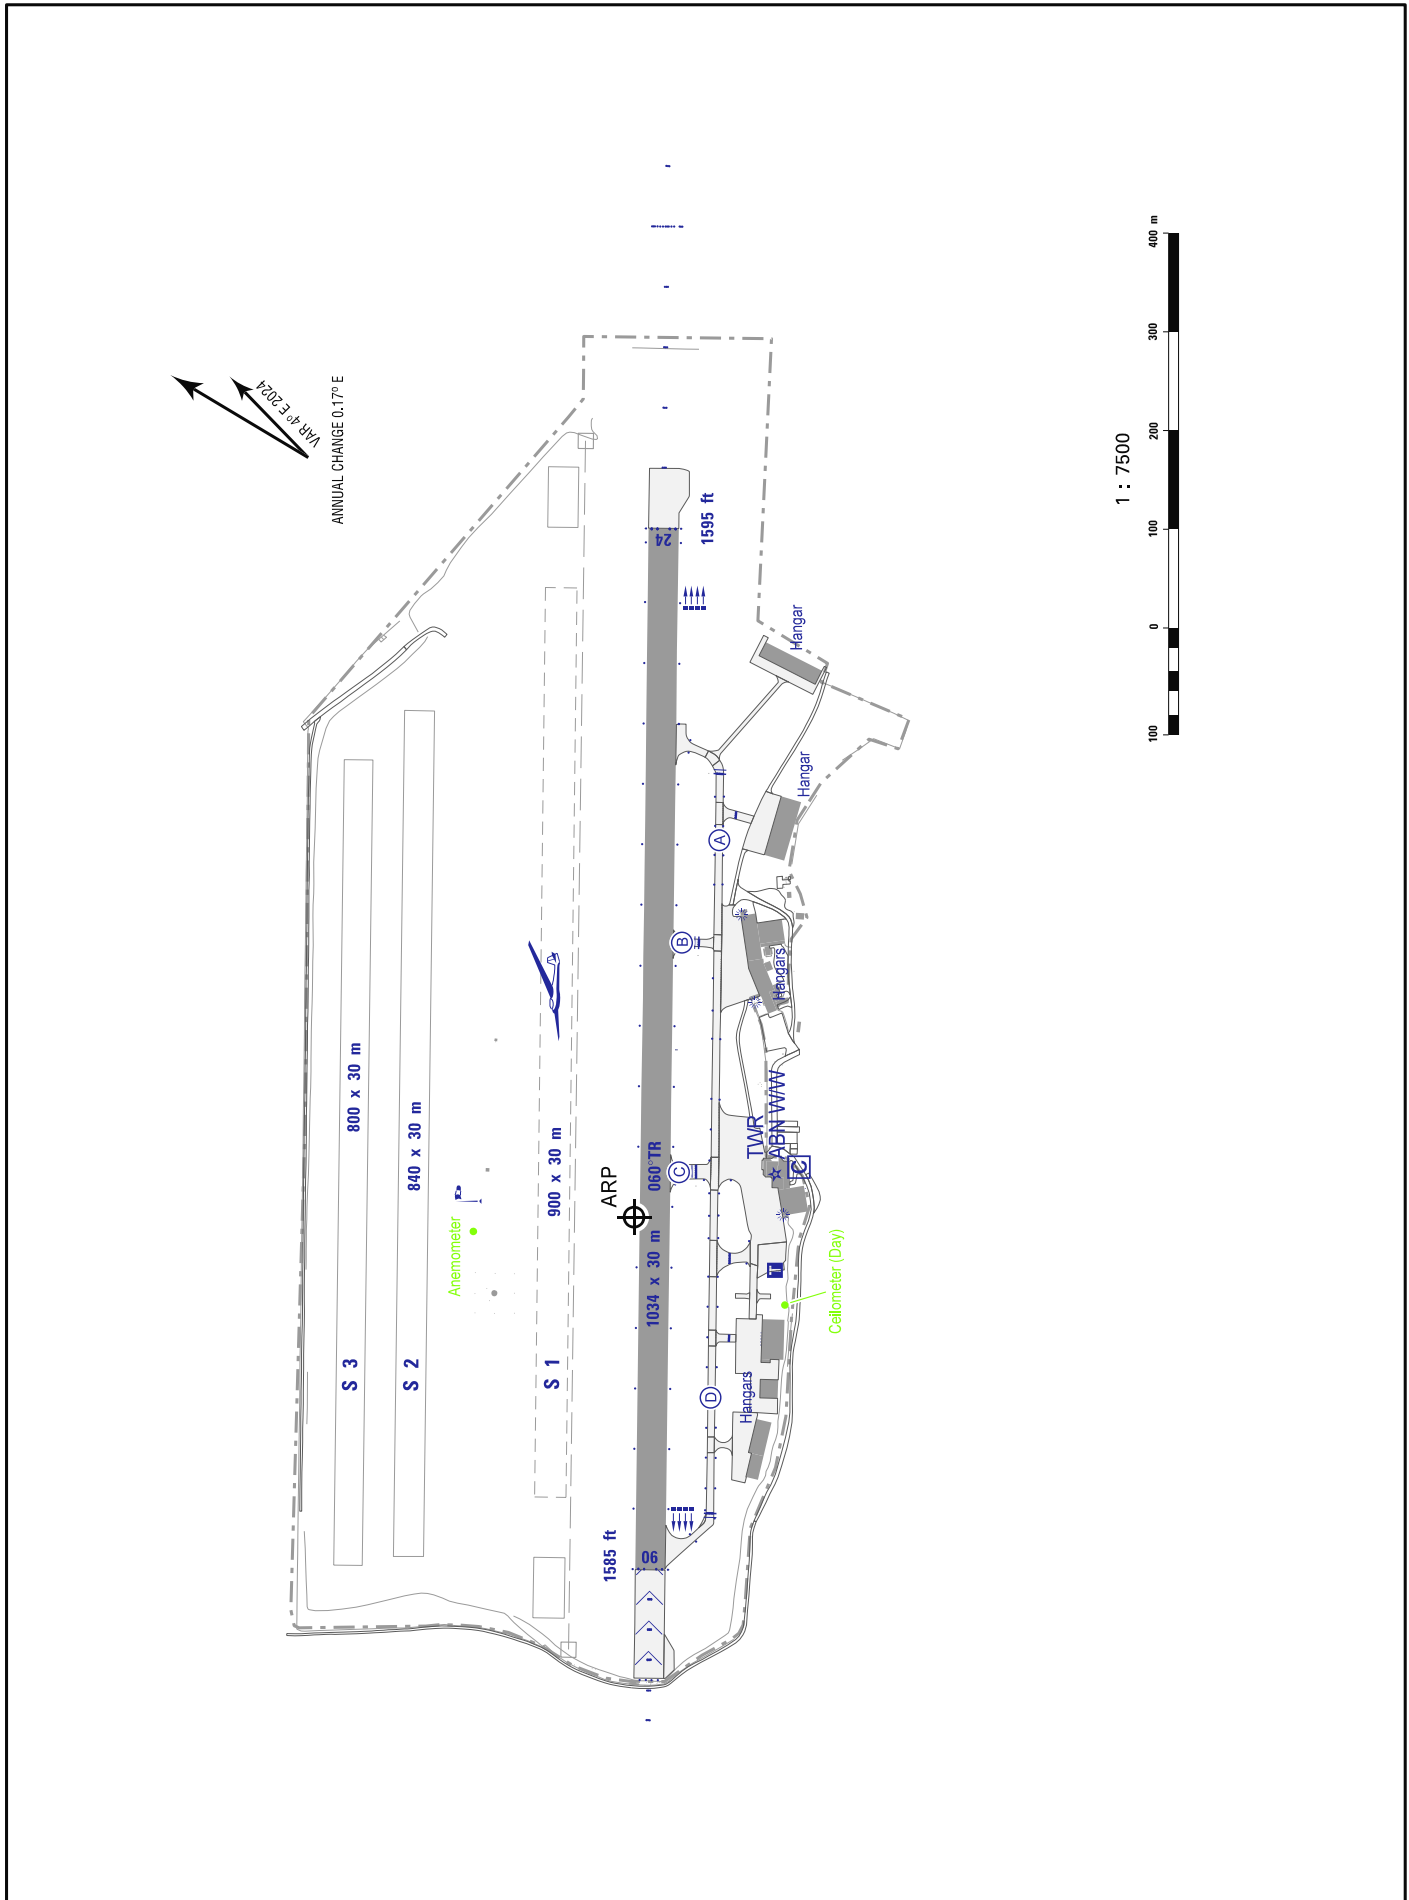 VAR 4° E 2024
ANNUAL CHANGE 0.17° E
400 m
300
200
100
0
100
1 : 7500
24
1595 ft
Hangar
Hangar
A
B
Hangars
800 x 30 m
840 x 30 m
900 x 30 m
TWR
ABN W/W
C
C
060°TR
ARP
1034 x 30 m
Anemometer
T
Ceilometer (Day)
S 3
S 2
S 1
D
Hangars
06
1585 ft